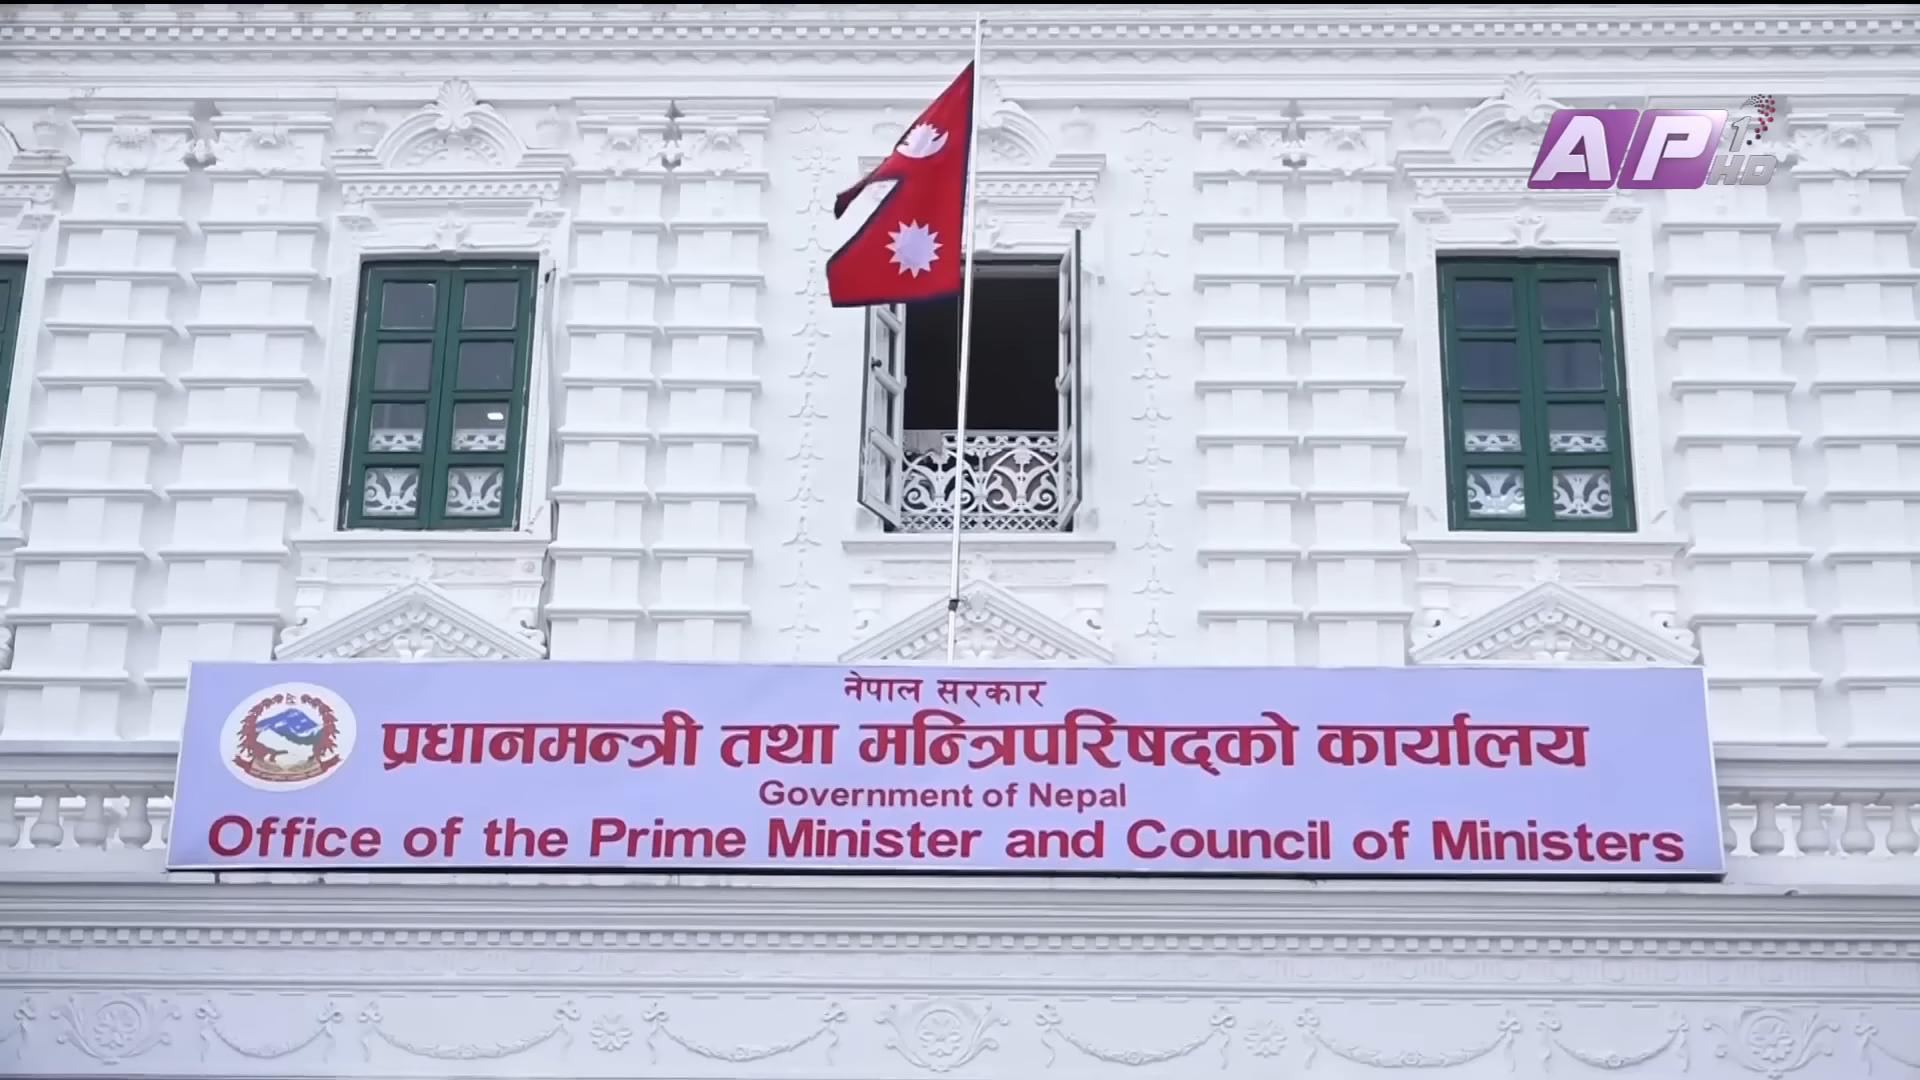 AP1 HD
नेपाल सरकार
प्रधानमन्त्री तथा मन्त्रिपरिषद्को कार्यालय
Government of Nepal
Office of the Prime Minister and Council of Ministers